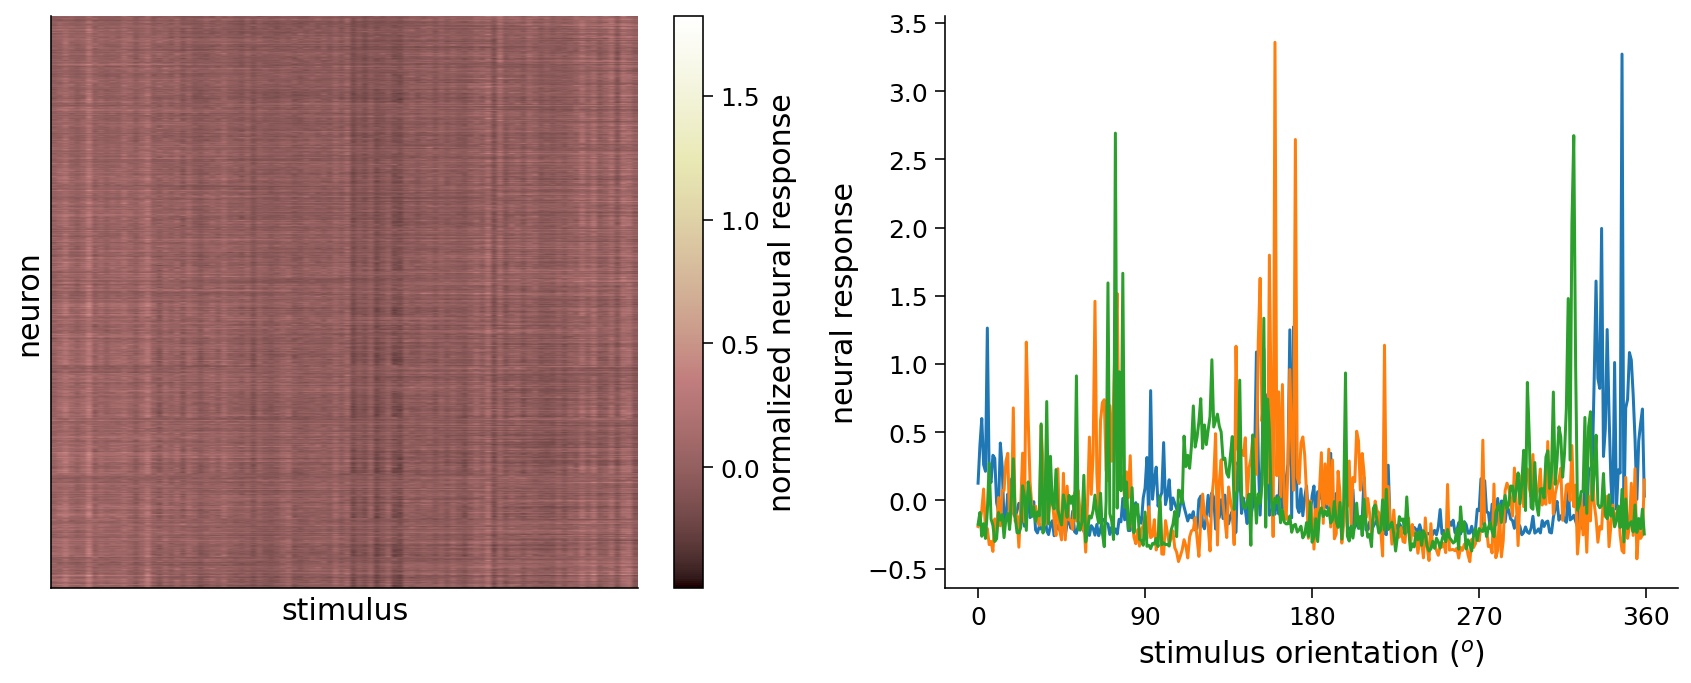 neuron
stimulus
1.5
1.0
0.5
0.0
normalized neural response
neural response
3.5
3.0
2.5
2.0
1.5
1.0
0.5
0.0
−0.5
0 90 180 270 360
stimulus orientation (o)